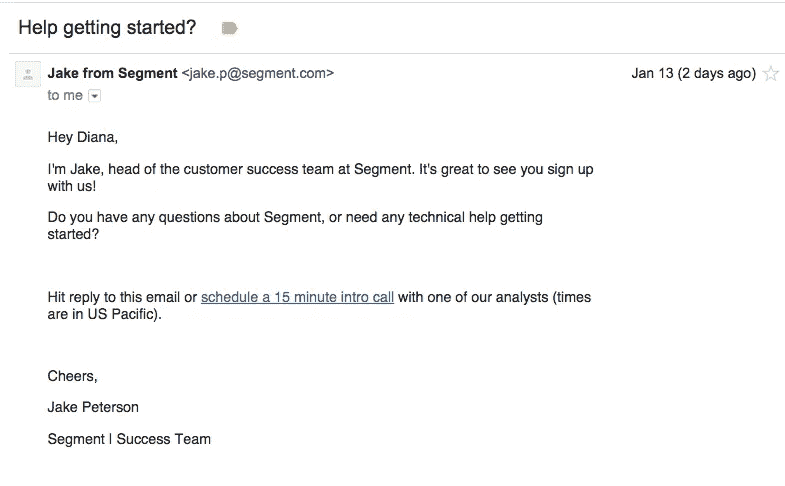 Help getting started?
Jake from Segment <jake.p@segment.com>
Jan 13 (2 days ago)
to me
Hey Diana,
I'm Jake, head of the customer success team at Segment. It's great to see you sign up
with us!
Do you have any questions about Segment, or need any technical help getting
started?
Hit reply to this email or schedule a 15 minute intro call with one of our analysts (times
are in US Pacific).
Cheers,
Jake Peterson
Segment | Success Team